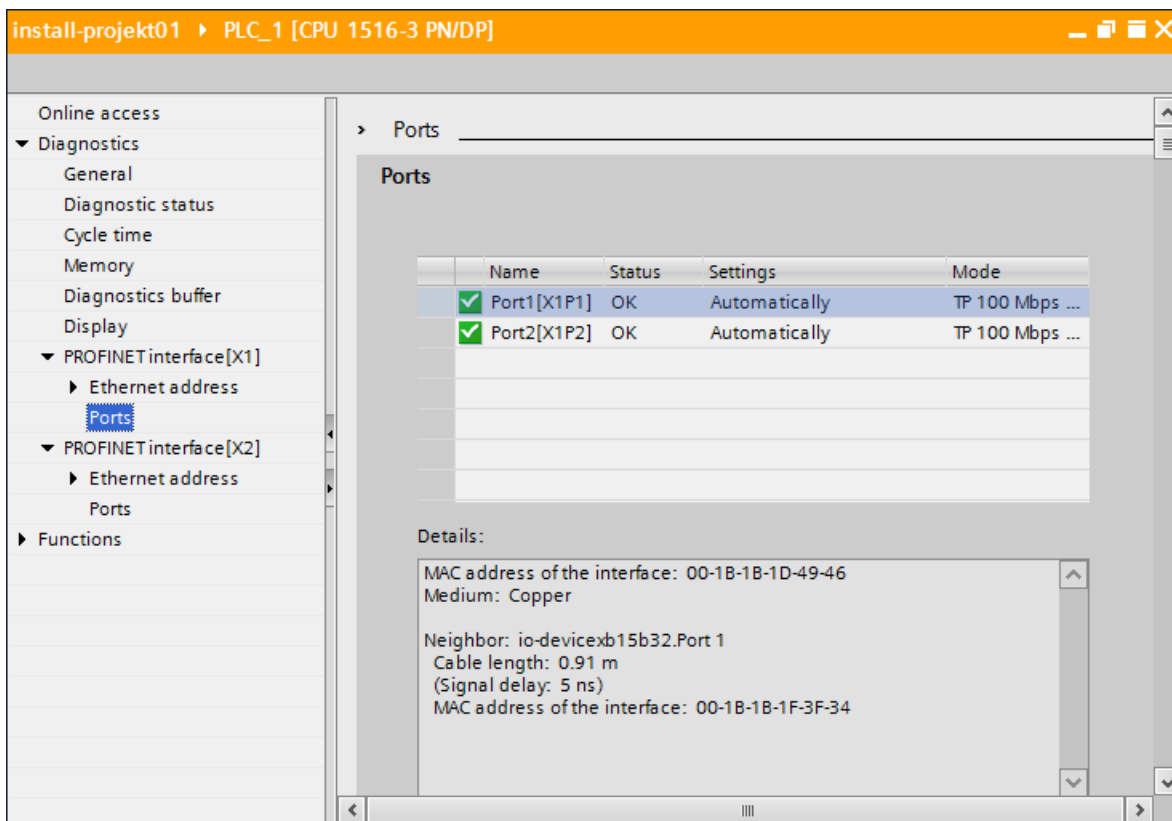 install-projekt01 ▸ PLC_1 [CPU 1516-3 PN/DP]
Online access
Diagnostics
General
Diagnostic status
Cycle time
Memory
Diagnostics buffer
Display
PROFINET interface[X1]
Ethernet address
Ports
PROFINET interface[X2]
Ethernet address
Ports
Functions
Ports
Ports
Name Status Settings Mode
Port1[X1P1] OK Automatically TP 100 Mbps ...
Port2[X1P2] OK Automatically TP 100 Mbps ...
Details:
MAC address of the interface: 00-1B-1B-1D-49-46
Medium: Copper
Neighbor: io-devicexb15b32.Port 1
Cable length: 0.91 m
(Signal delay: 5 ns)
MAC address of the interface: 00-1B-1B-1F-3F-34